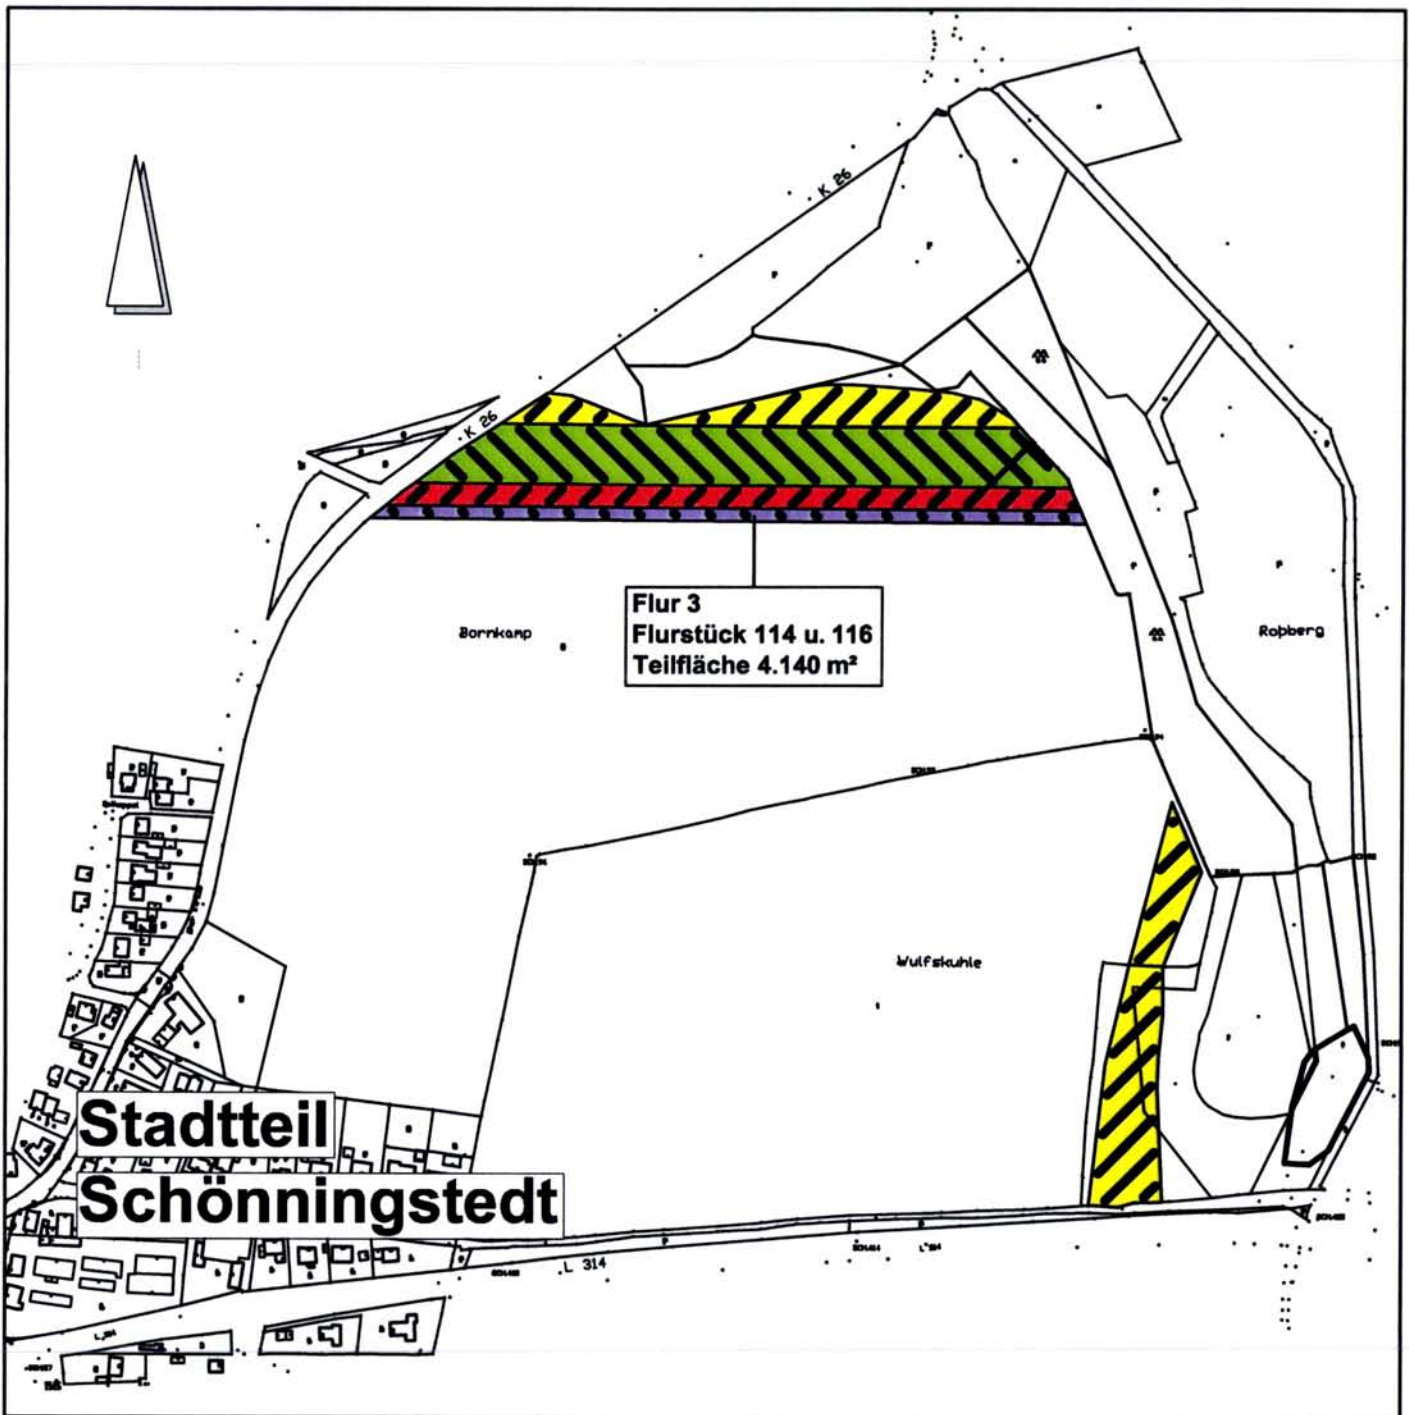 K 26
K 26
Flur 3
Flurstück 114 u. 116
Teilfläche 4.140 m²
Bornkamp
Roßberg
Wulfskuhle
Stadtteil
Schönningstedt
L 314